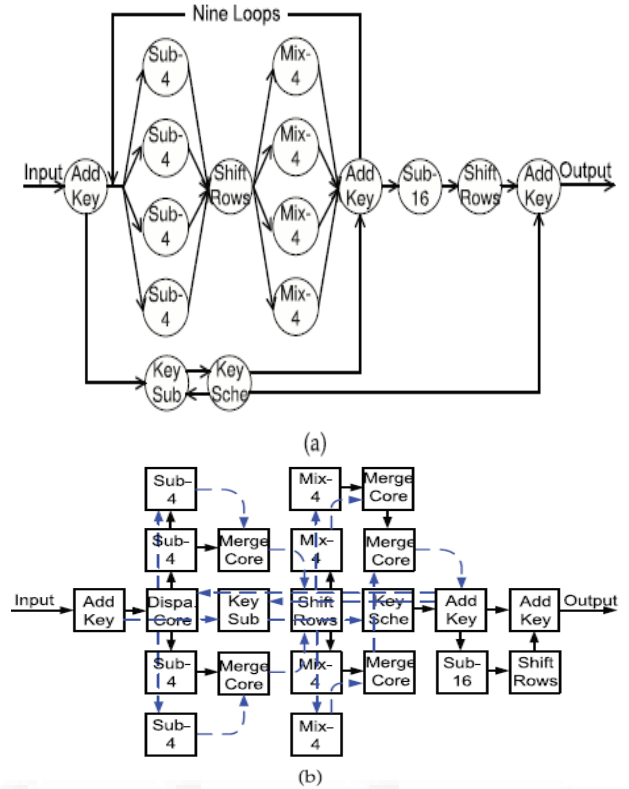 Nine Loops
Sub-
4
Mix-
4
Sub-
4
Mix-
4
Input
Add
Key
Shift
Rows
Add
Key
Sub-
16
Shift
Rows
Add
Key
Output
Sub-
4
Mix-
4
Sub-
4
Mix-
4
Key
Sub
Key
Sche
(a)
Sub-
4
Mix-
4
Merge
Core
Sub-
4
Merge
Core
Mix-
4
Merge
Core
Input
Add
Key
Dispa.
Core
Key
Sub
Shift
Rows
Key
Sche
Add
Key
Add
Key
Output
Sub-
4
Merge
Core
Mix-
4
Merge
Core
Sub-
16
Shift
Rows
Sub-
4
Mix-
4
(b)